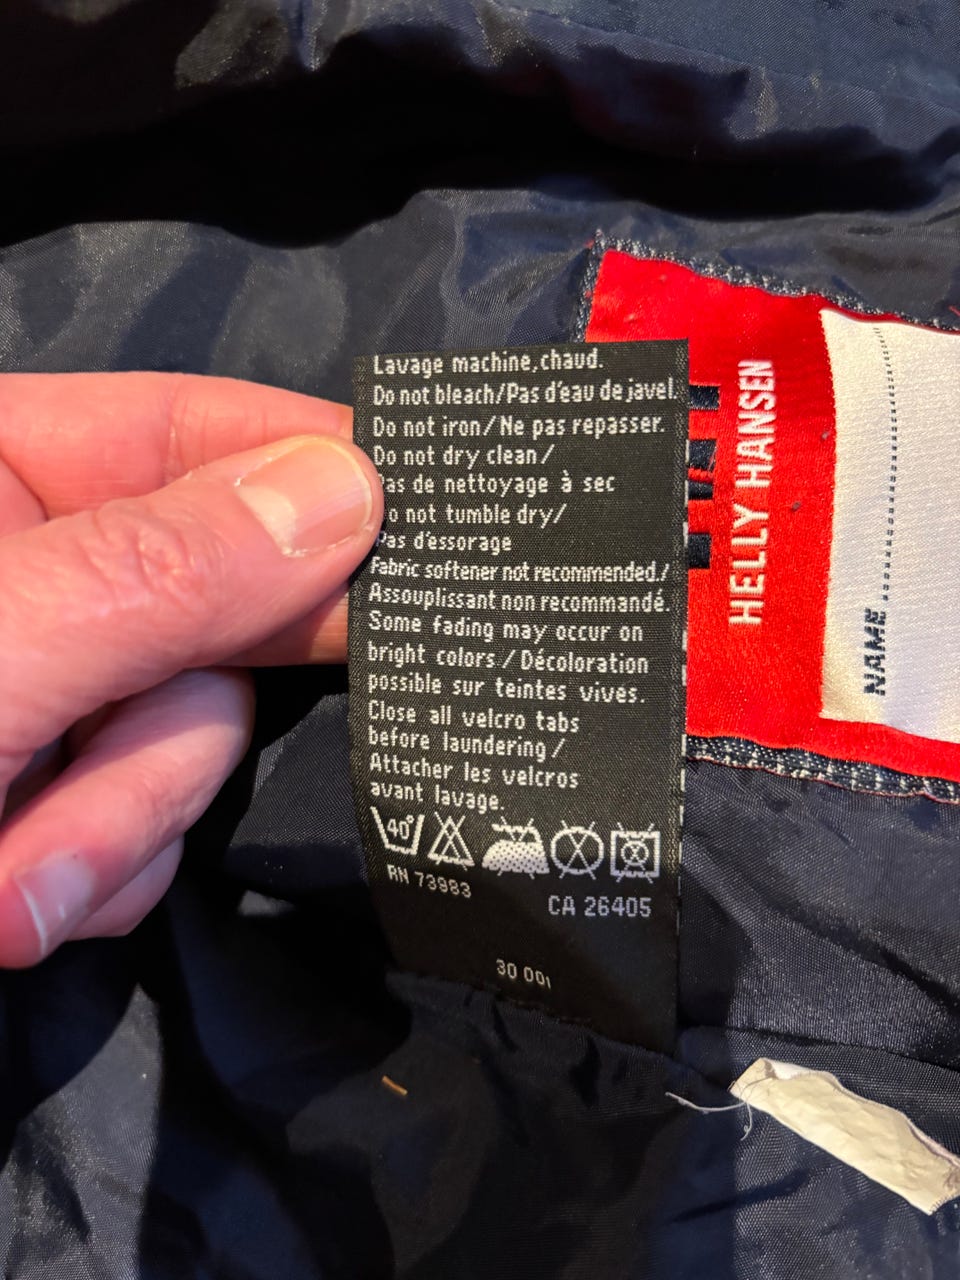 Lavage machine, chaud.
Do not bleach/Pas d'eau de javel.
Do not iron/Ne pas repasser.
Do not dry clean/
Pas de nettoyage à sec
Do not tumble dry/
Pas d'essorage
Fabric softener not recommended./
Assouplissant non recommandé.
Some fading may occur on
bright colors/Décoloration
possible sur teintes vives.
Close all velcro tabs
before laundering/
Attacher les velcros
avant lavage.
40°
RN 73983
CA 26405
30 001
HELLY HANSEN
NAME